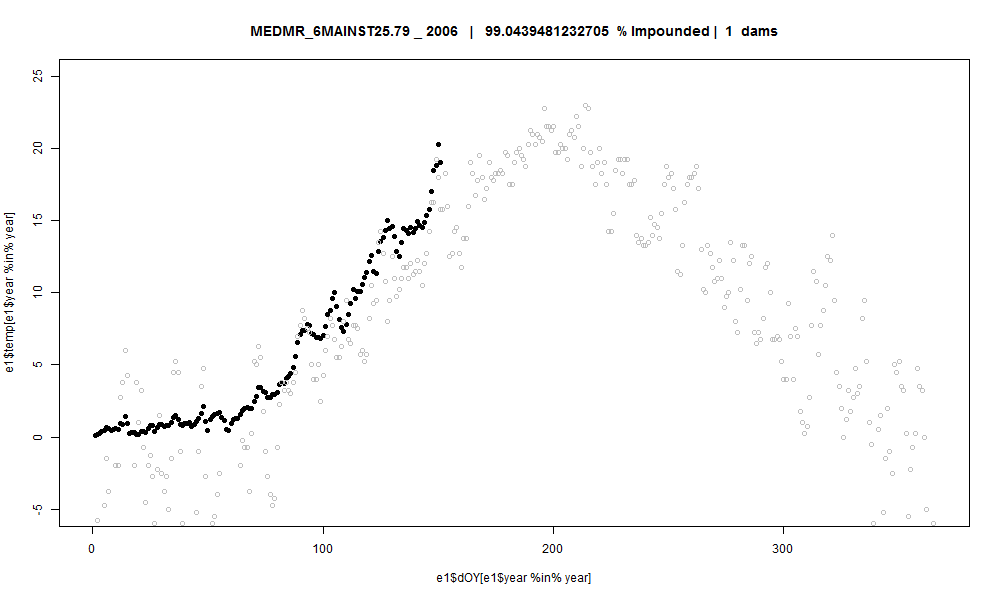 MEDMR_6MAINST25.79 _ 2006 | 99.0439481232705 % Impounded | 1 dams
25
20
15
10
5
0
-5
e1$temp[e1$year %in% year]
0 100 200 300
e1$dOY[e1$year %in% year]